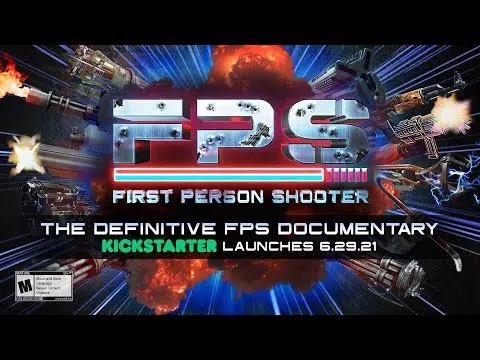 FPS
FIRST PERSON SHOOTER
THE DEFINITIVE FPS DOCUMENTARY
KICKSTARTER LAUNCHES 6.29.21
M